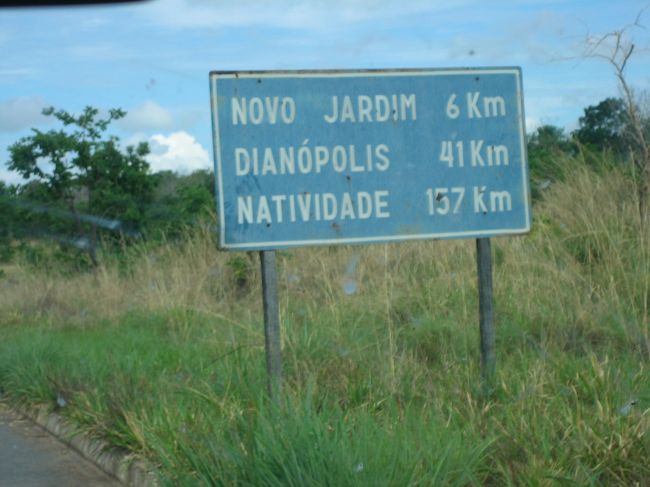 NOVO JARDIM 6 Km
DIANÓPOLIS 41 Km
NATIVIDADE 157 Km